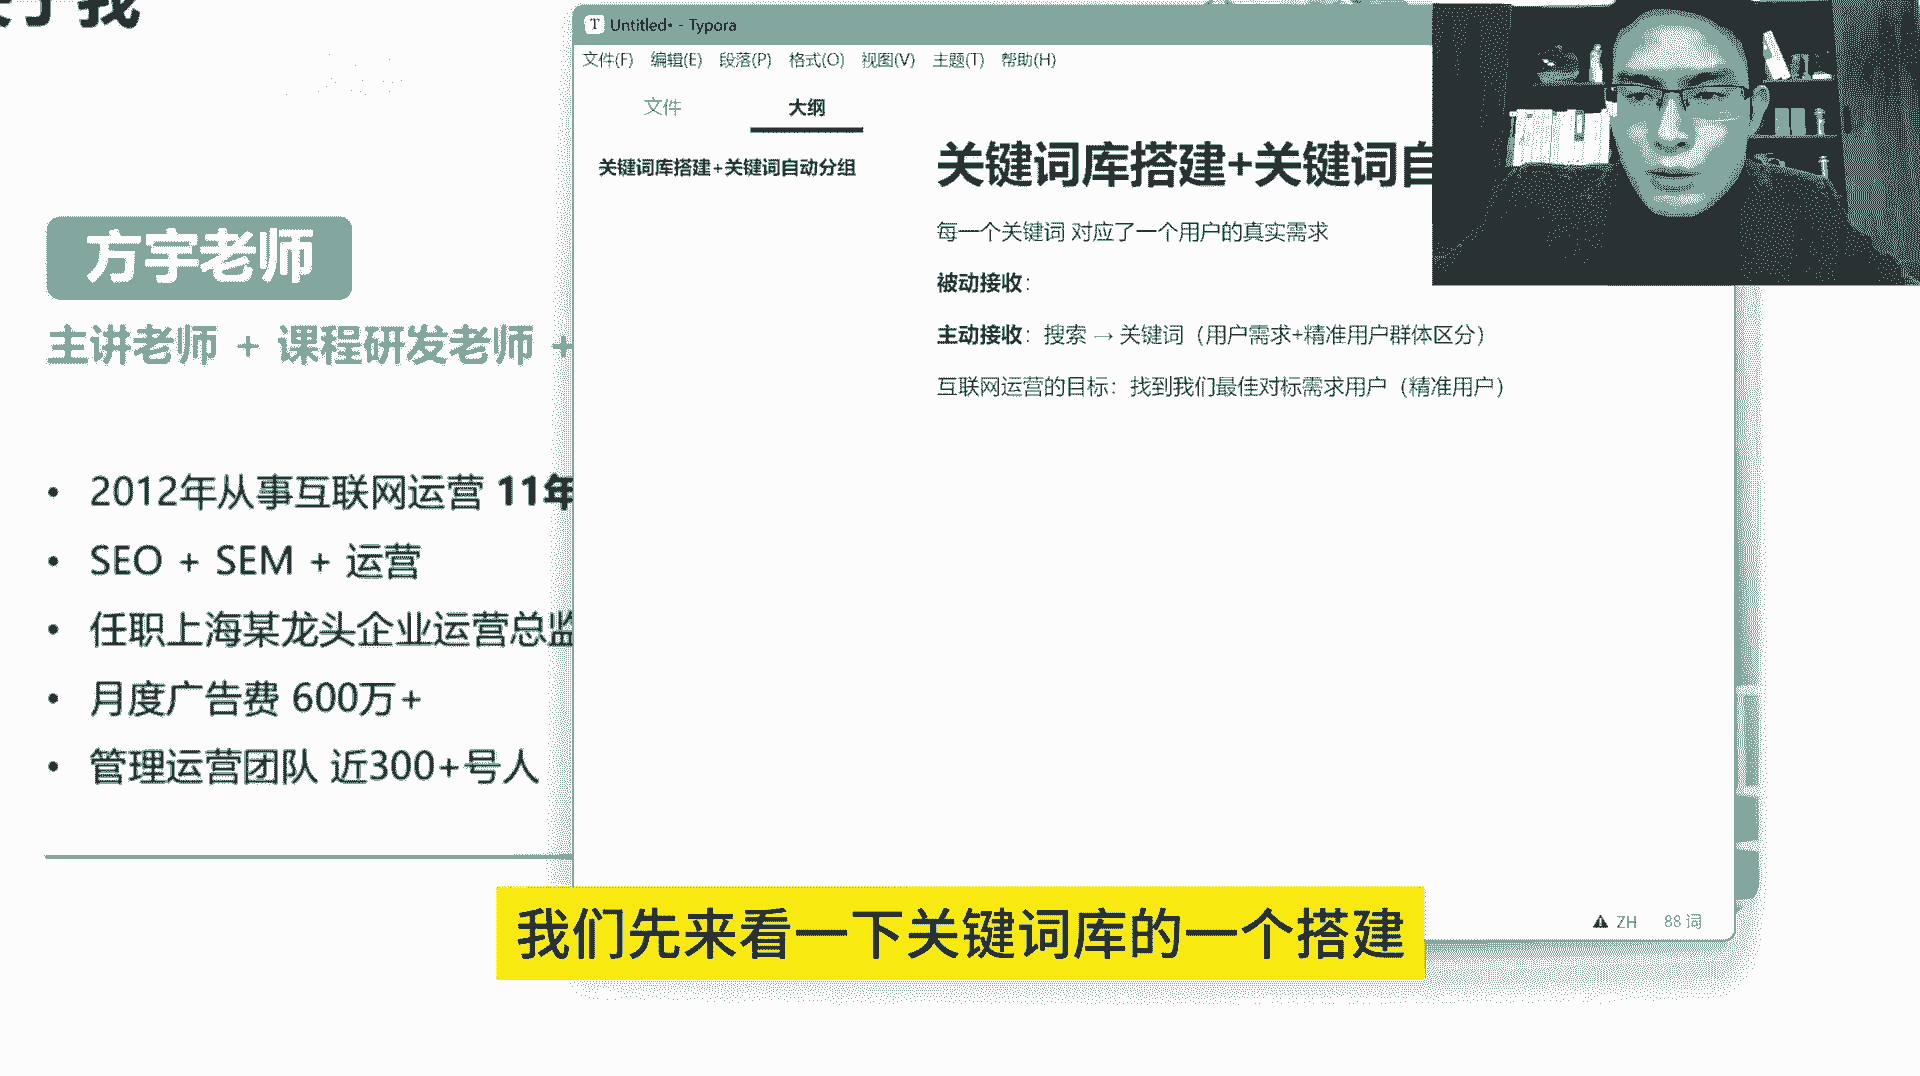 于我
方宇老师
主讲老师 + 课程研发老师 +
• 2012年从事互联网运营 11年
• SEO + SEM + 运营
• 任职上海某龙头企业运营总监
• 月度广告费 600万+
• 管理运营团队 近300+号人
T Untitled• - Typora
文件(F) 编辑(E) 段落(P) 格式(O) 视图(V) 主题(T) 帮助(H)
文件 大纲
关键词库搭建+关键词自动分组
关键词库搭建+关键词自
每一个关键词 对应了一个用户的真实需求
被动接收:
主动接收: 搜索 → 关键词（用户需求+精准用户群体区分）
互联网运营的目标: 找到我们最佳对标需求用户（精准用户）
ZH 88 词
我们先来看一下关键词库的一个搭建